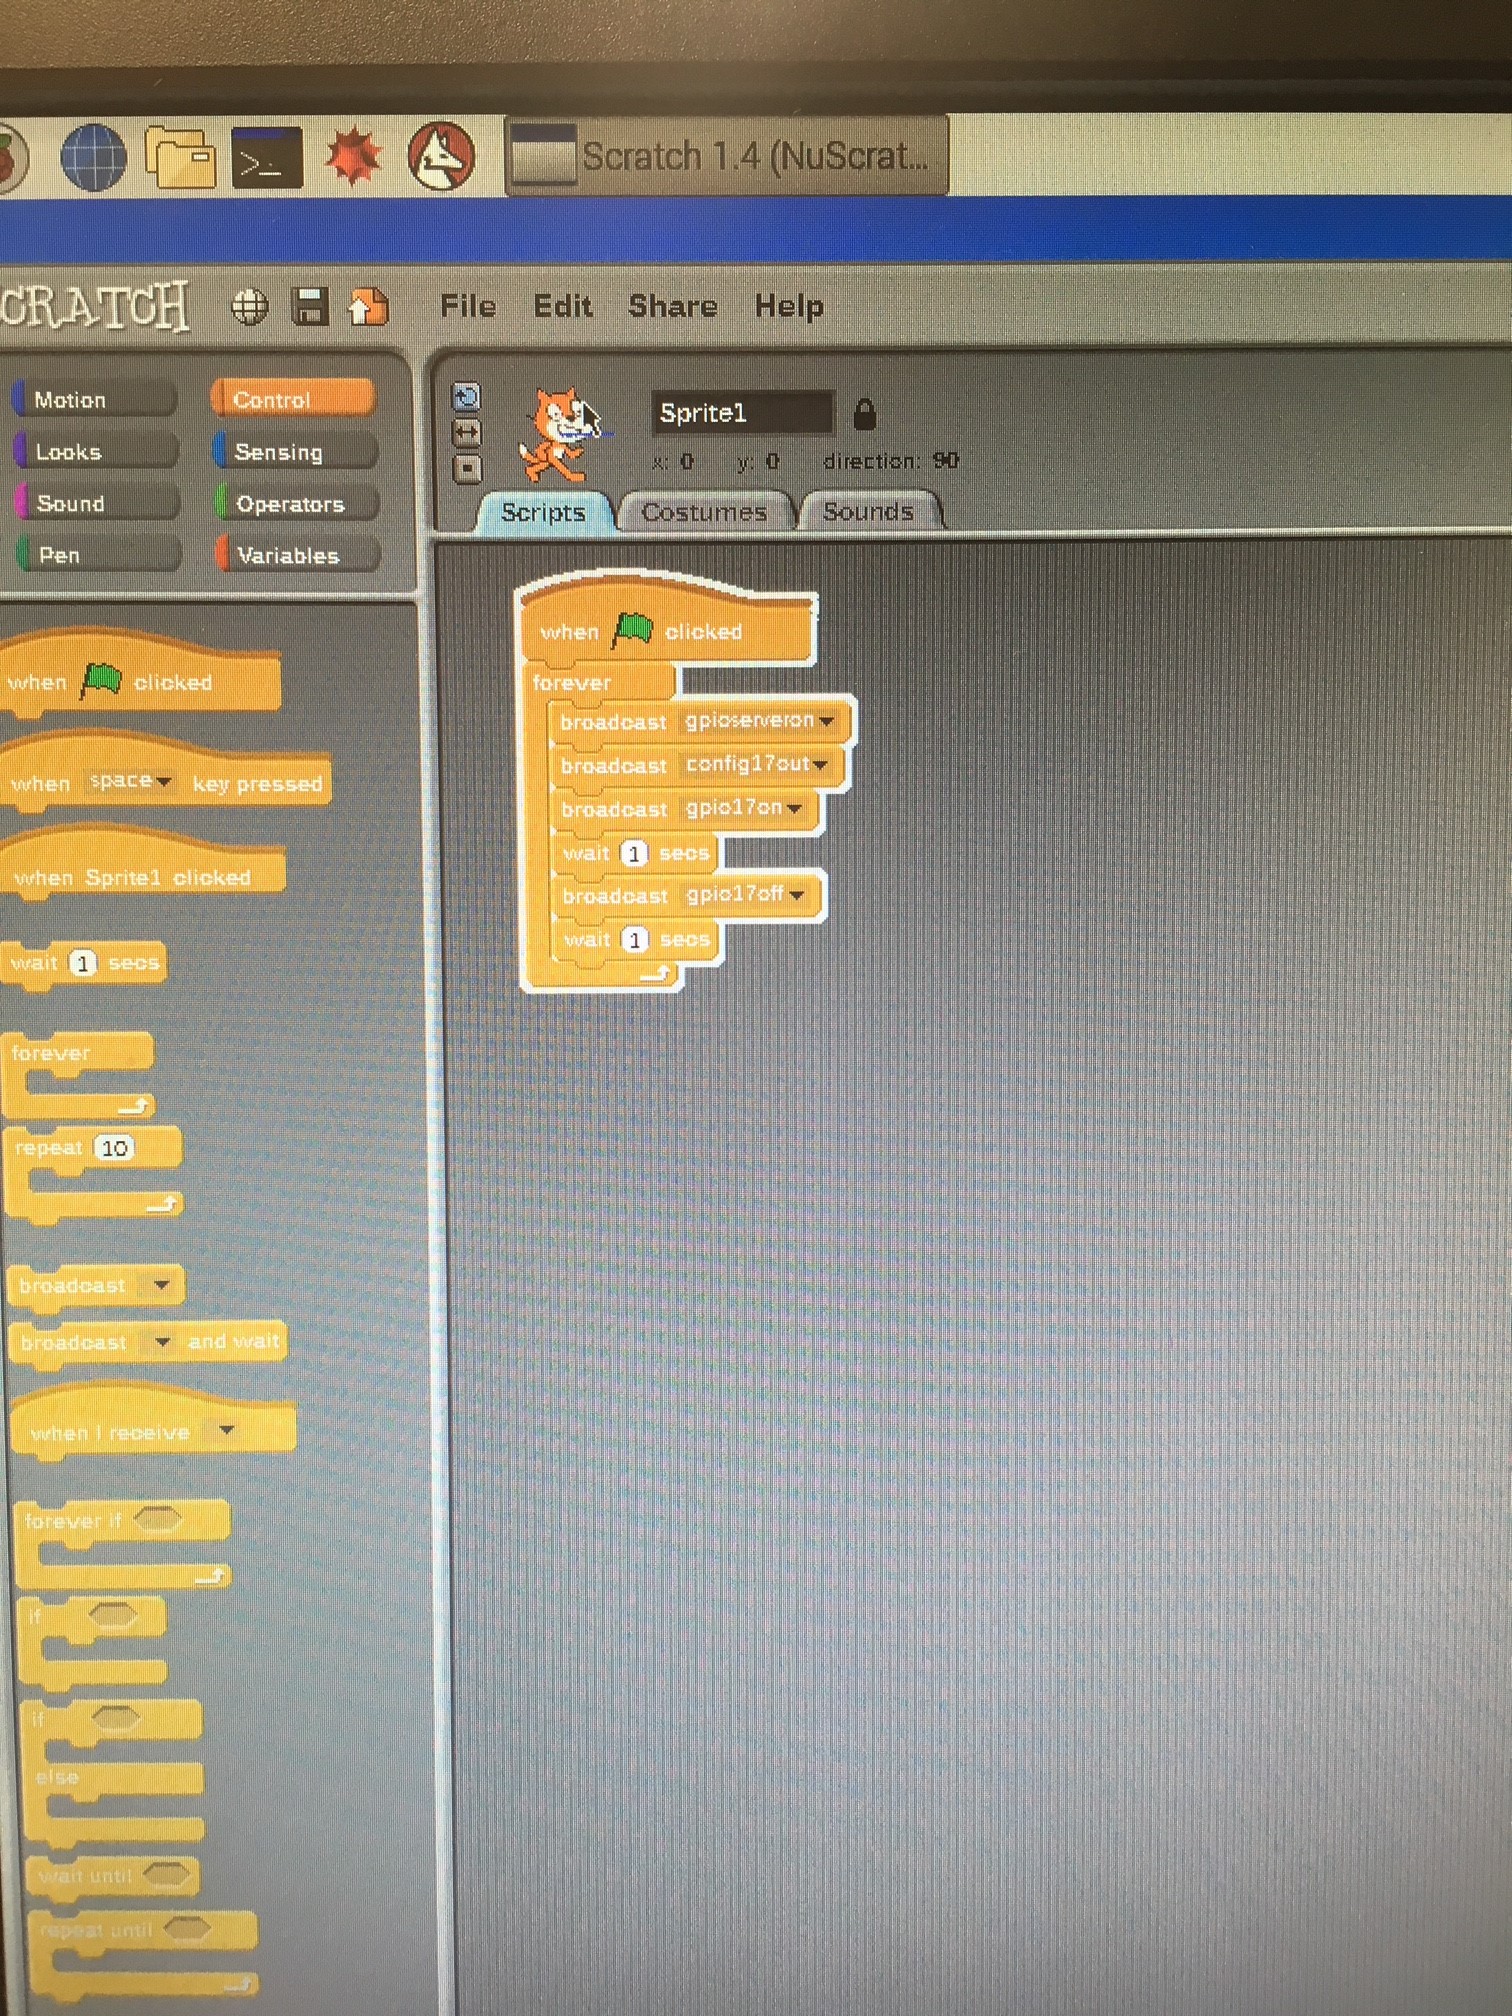 >_
Scratch 1.4 (NuScrat...
CRATCH
File Edit Share Help
Motion Control
Looks Sensing
Sound Operators
Pen Variables
Sprite1
x: 0 y: 0 direction: 90
Scripts Costumes Sounds
when clicked
when space key pressed
when Sprite1 clicked
wait 1 secs
forever
repeat 10
broadcast
broadcast and wait
when I receive
forever if
if
if
else
wait until
repeat until
when clicked
forever
broadcast gpioserveron
broadcast config17out
broadcast gpio17on
wait 1 secs
broadcast gpio17off
wait 1 secs